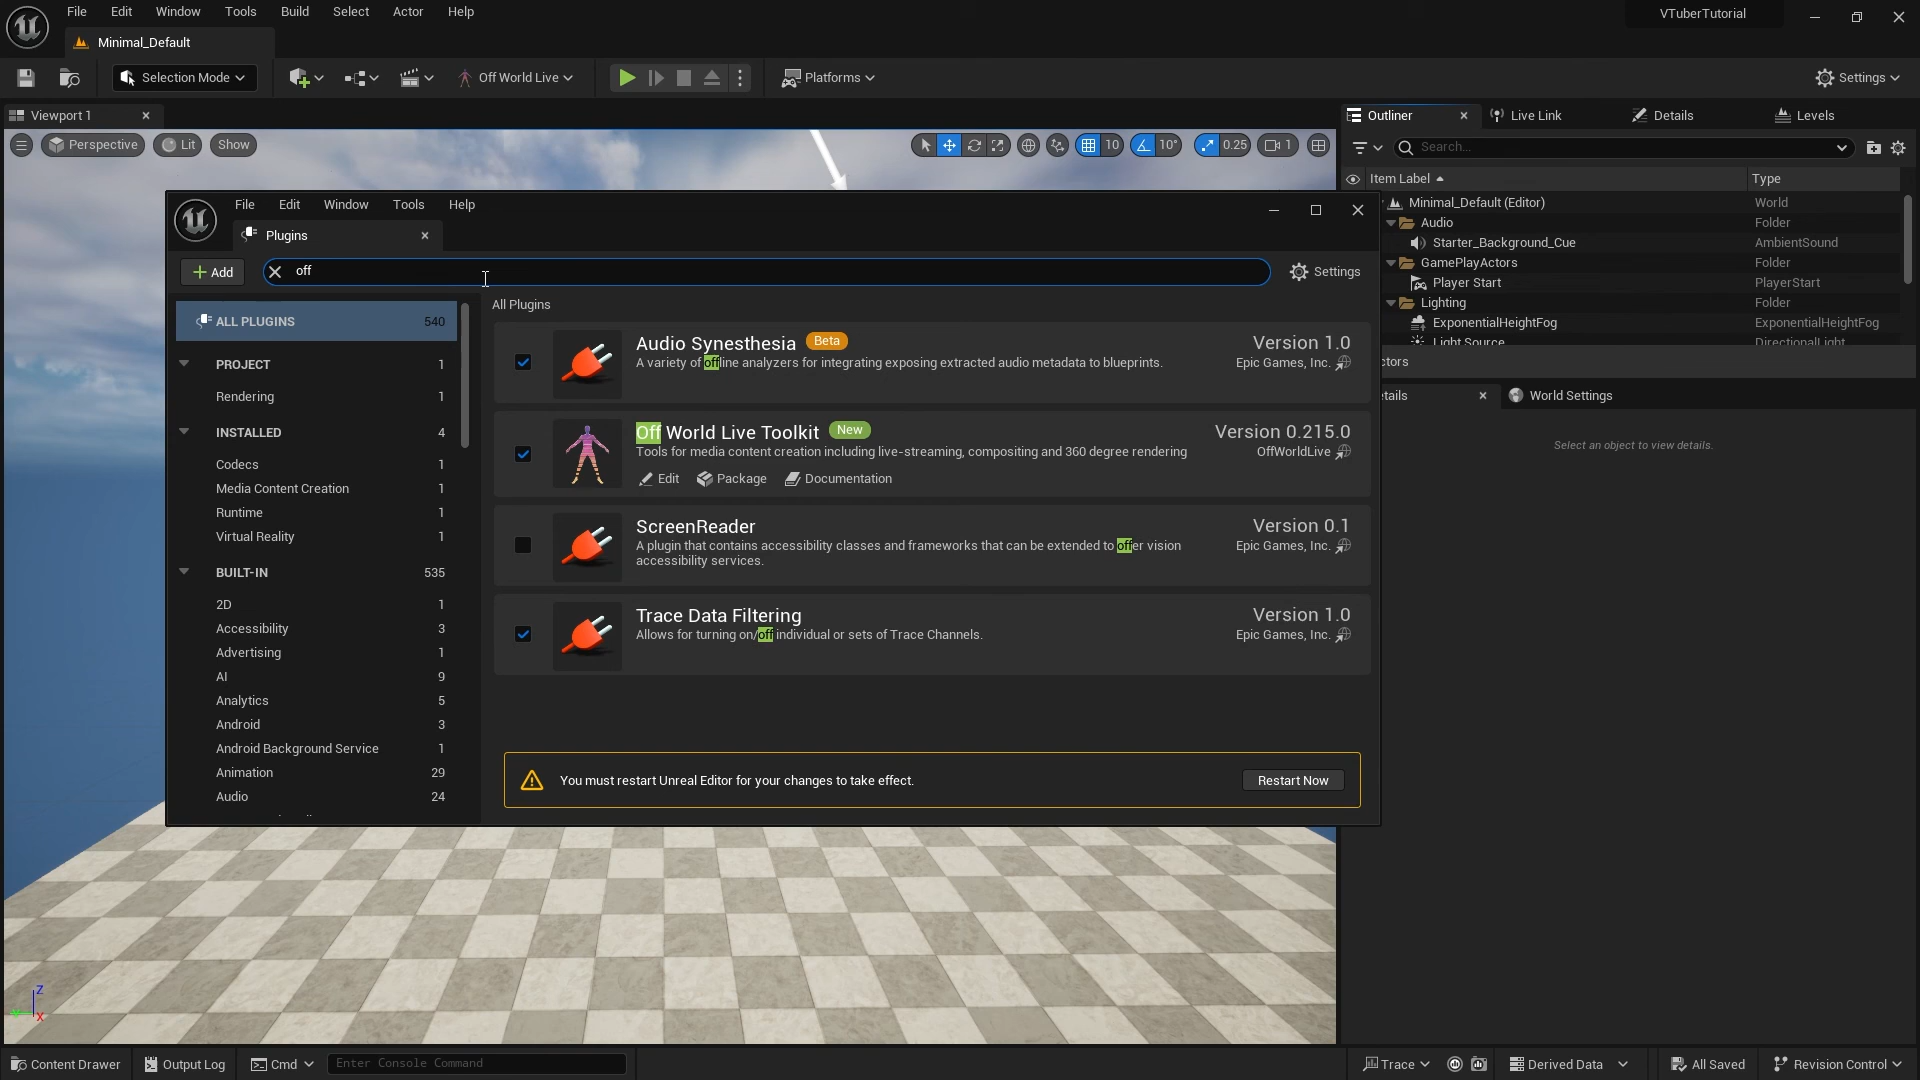 File Edit Window Tools Build Select Actor Help
VTuberTutorial
Minimal_Default
Selection Mode
Off World Live
Platforms
Settings
Viewport 1
Outliner
Live Link
Details
Levels
Perspective
Lit
Show
10
10°
0.25
1
Search...
Item Label
Type
Minimal_Default (Editor) World
Audio Folder
Starter_Background_Cue AmbientSound
GamePlayActors Folder
Player Start PlayerStart
Lighting Folder
ExponentialHeightFog ExponentialHeightFog
Light Source DirectionalLight
ctors
etails
World Settings
Select an object to view details.
File Edit Window Tools Help
Plugins
Add
off
Settings
ALL PLUGINS 540
PROJECT 1
Rendering 1
INSTALLED 4
Codecs 1
Media Content Creation 1
Runtime 1
Virtual Reality 1
BUILT-IN 535
2D 1
Accessibility 3
Advertising 1
AI 9
Analytics 5
Android 3
Android Background Service 1
Animation 29
Audio 24
All Plugins
Audio Synesthesia Beta Version 1.0
A variety of offline analyzers for integrating exposing extracted audio metadata to blueprints. Epic Games, Inc.
Off World Live Toolkit New Version 0.215.0
Tools for media content creation including live-streaming, compositing and 360 degree rendering OffWorldLive
Edit Package Documentation
ScreenReader Version 0.1
A plugin that contains accessibility classes and frameworks that can be extended to offer vision Epic Games, Inc.
accessibility services.
Trace Data Filtering Version 1.0
Allows for turning on/off individual or sets of Trace Channels. Epic Games, Inc.
You must restart Unreal Editor for your changes to take effect. Restart Now
Z
X
Content Drawer
Output Log
Cmd
Enter Console Command
Trace
Derived Data
All Saved
Revision Control